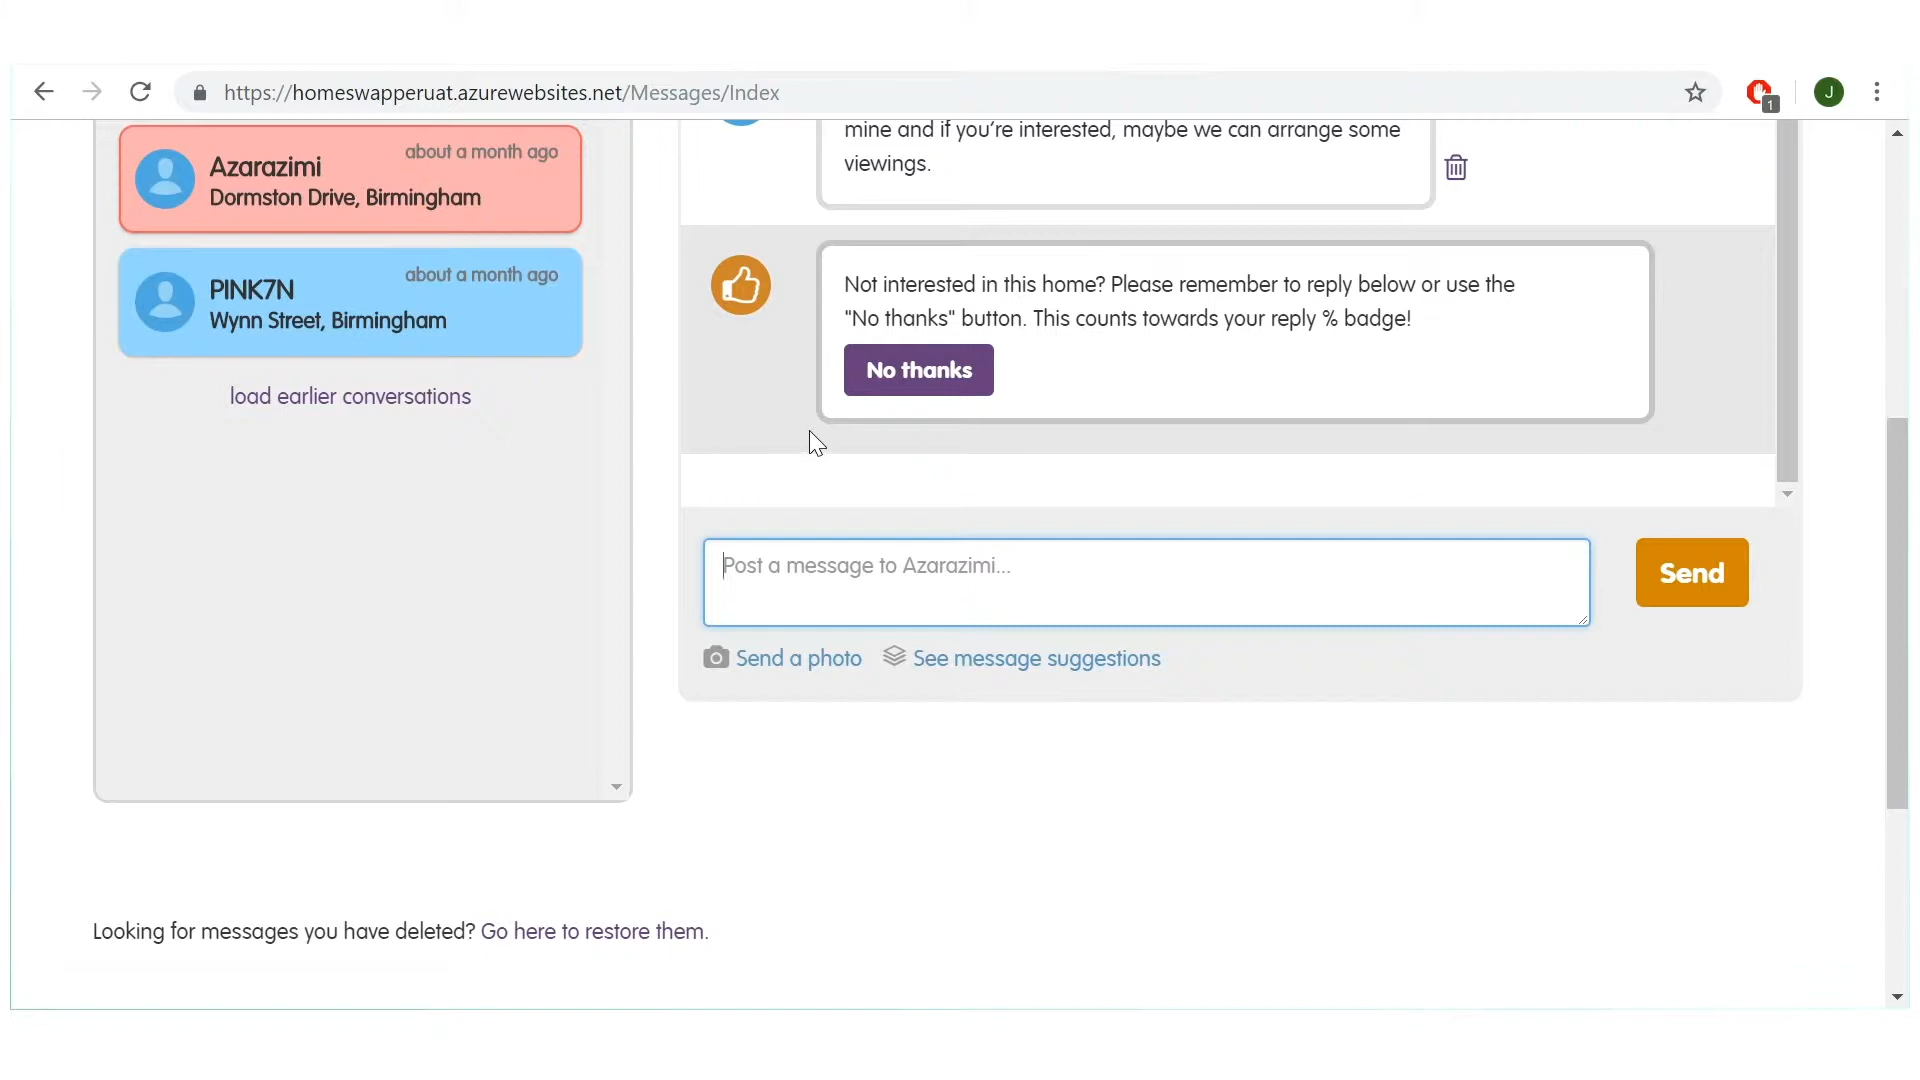 https://homeswapperuat.azurewebsites.net/Messages/Index
1
J
Azarazimi
about a month ago
Dormston Drive, Birmingham
PINK7N
about a month ago
Wynn Street, Birmingham
load earlier conversations
mine and if you're interested, maybe we can arrange some
viewings.
Not interested in this home? Please remember to reply below or use the
"No thanks" button. This counts towards your reply % badge!
No thanks
Post a message to Azarazimi...
Send
Send a photo
See message suggestions
Looking for messages you have deleted? Go here to restore them.